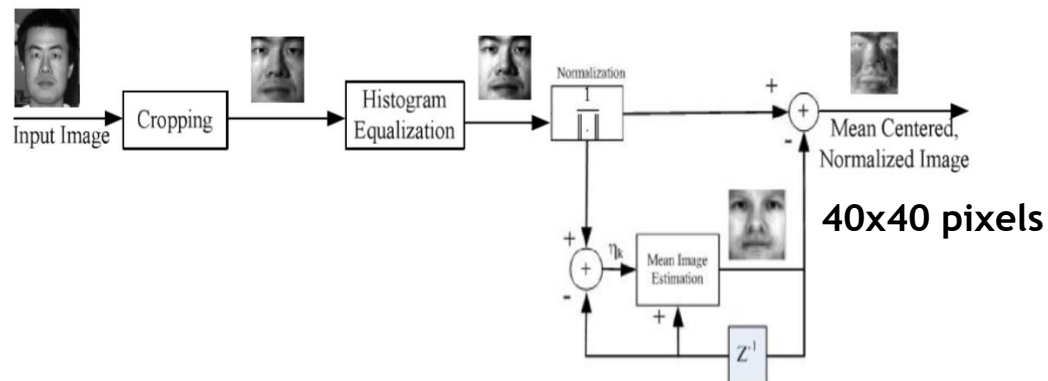 Input Image
Cropping
Histogram
Equalization
Normalization
1
‖.‖
+
-
+
Mean Centered,
Normalized Image
40x40 pixels
+
-
+
ηk
Mean Image
Estimation
+
Z⁻¹